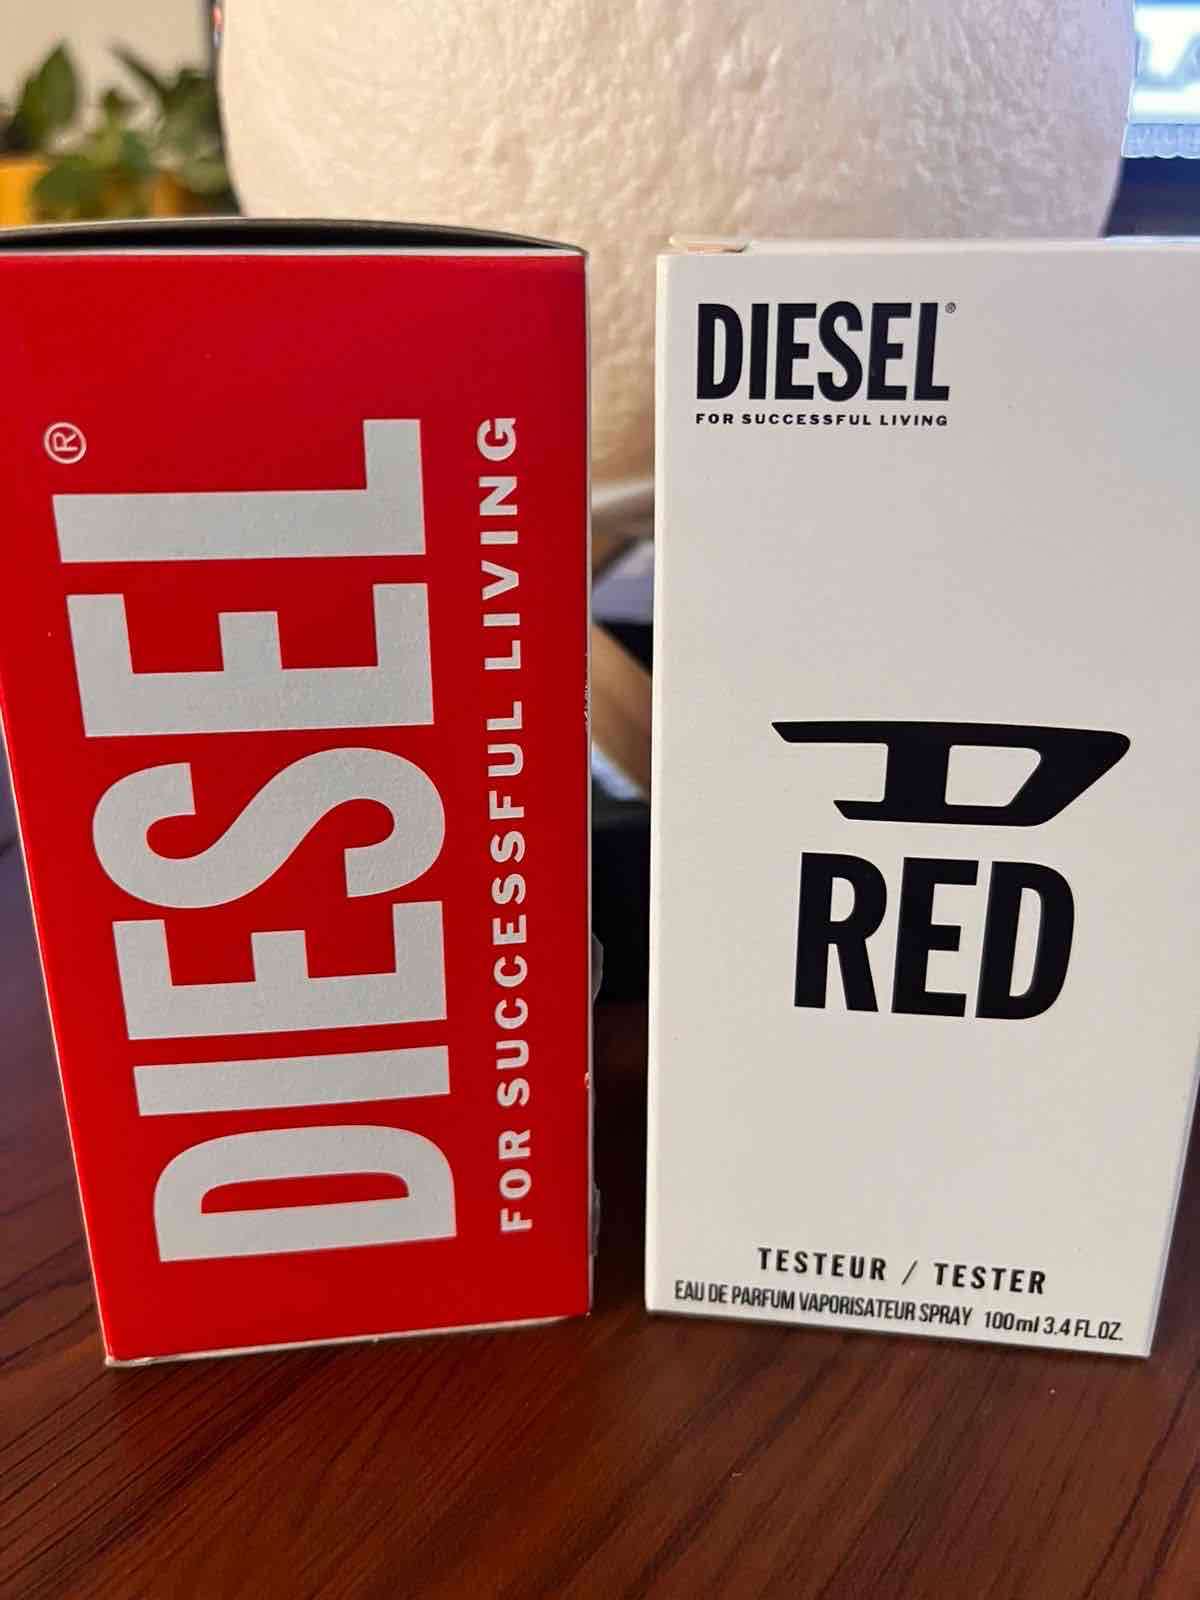 DIESEL®
FOR SUCCESSFUL LIVING
DIESEL®
FOR SUCCESSFUL LIVING
D
RED
TESTEUR / TESTER
EAU DE PARFUM VAPORISATEUR SPRAY 100ml 3.4 FL.OZ.